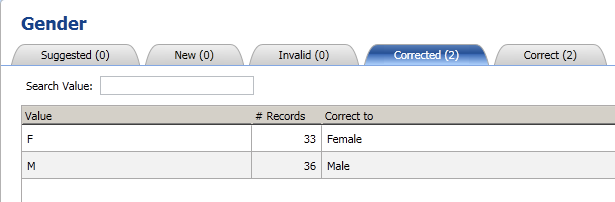 Gender
Suggested (0) New (0) Invalid (0) Corrected (2) Correct (2)
Search Value:
Value # Records Correct to
F 33 Female
M 36 Male